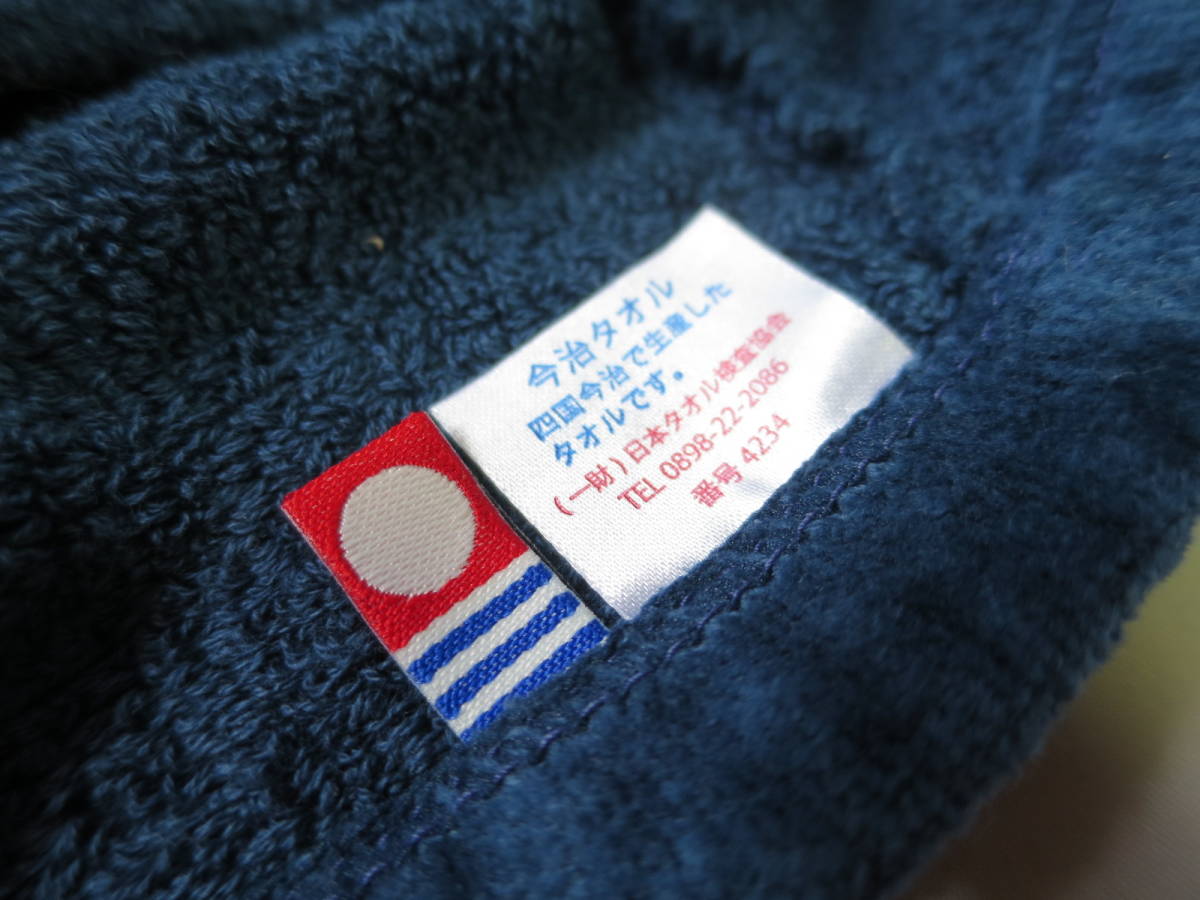 今治タオル
四国今治で生産した
タオルです。
(一財)日本タオル検査協会
TEL 0898-22-2086
番号 4234